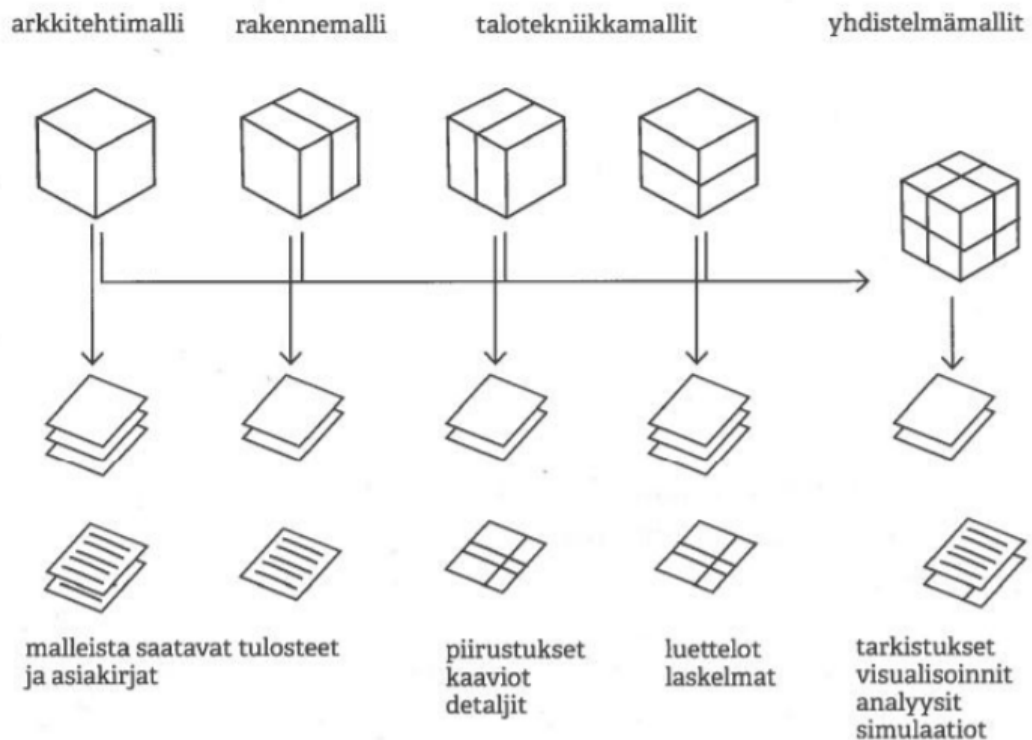 arkkitehtimalli
rakennemalli
talotekniikkamallit
yhdistelmämallit
malleista saatavat tulosteet
ja asiakirjat
piirustukset
kaaviot
detaljit
luettelot
laskelmat
tarkistukset
visualisoinnit
analyysit
simulaatiot